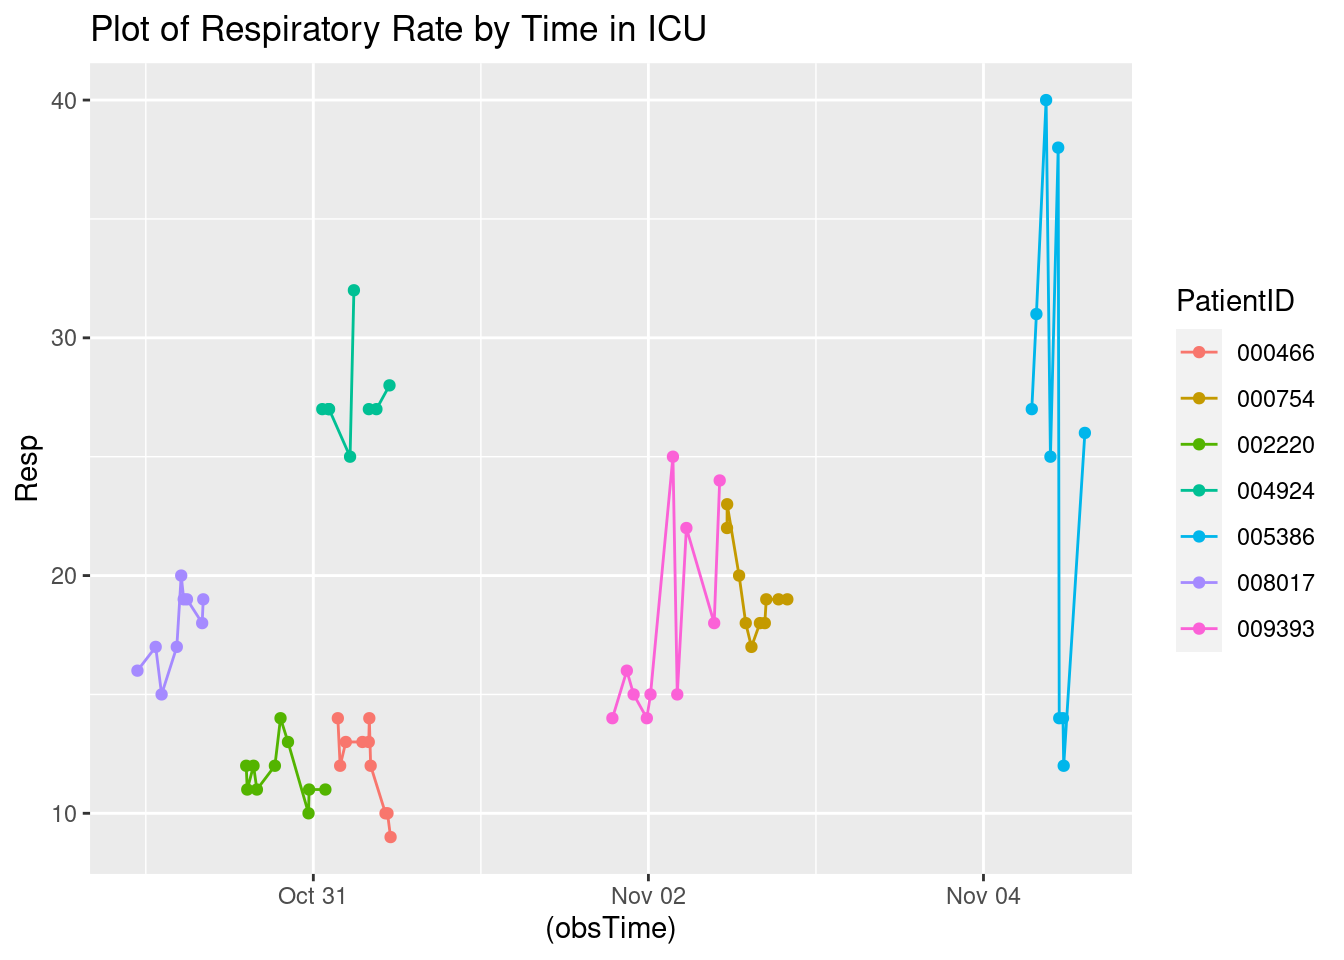 Plot of Respiratory Rate by Time in ICU
40
30
20
10
Resp
Oct 31
Nov 02
Nov 04
(obsTime)
PatientID
000466
000754
002220
004924
005386
008017
009393